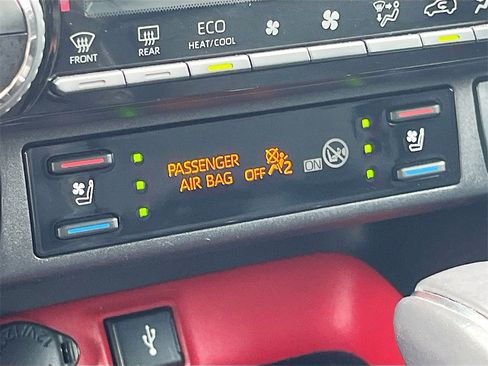 FRONT
REAR
ECO
HEAT/COOL
PASSENGER
AIR BAG OFF 2
ON